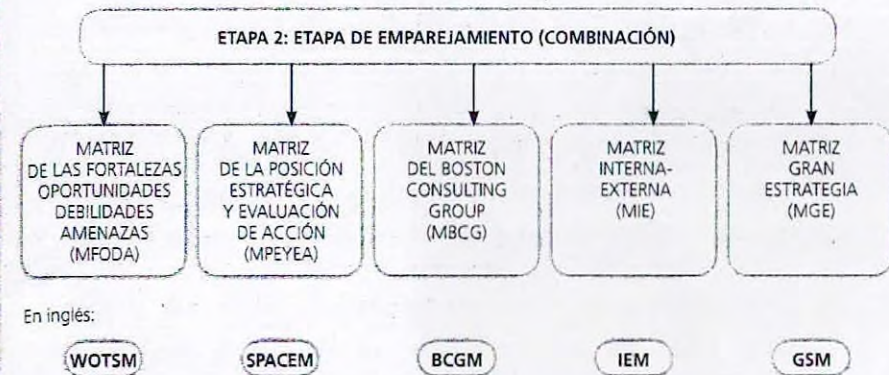 ETAPA 2: ETAPA DE EMPAREJAMIENTO (COMBINACIÓN)
MATRIZ
DE LAS FORTALEZAS
OPORTUNIDADES
DEBILIDADES
AMENAZAS
(MFODA)
MATRIZ
DE LA POSICIÓN
ESTRATÉGICA
Y EVALUACIÓN
DE ACCIÓN
(MPEYEA)
MATRIZ
DEL BOSTON
CONSULTING
GROUP
(MBCG)
MATRIZ
INTERNA-
EXTERNA
(MIE)
MATRIZ
GRAN
ESTRATEGIA
(MGE)
En inglés:
WOTSM
SPACEM
BCGM
IEM
GSM